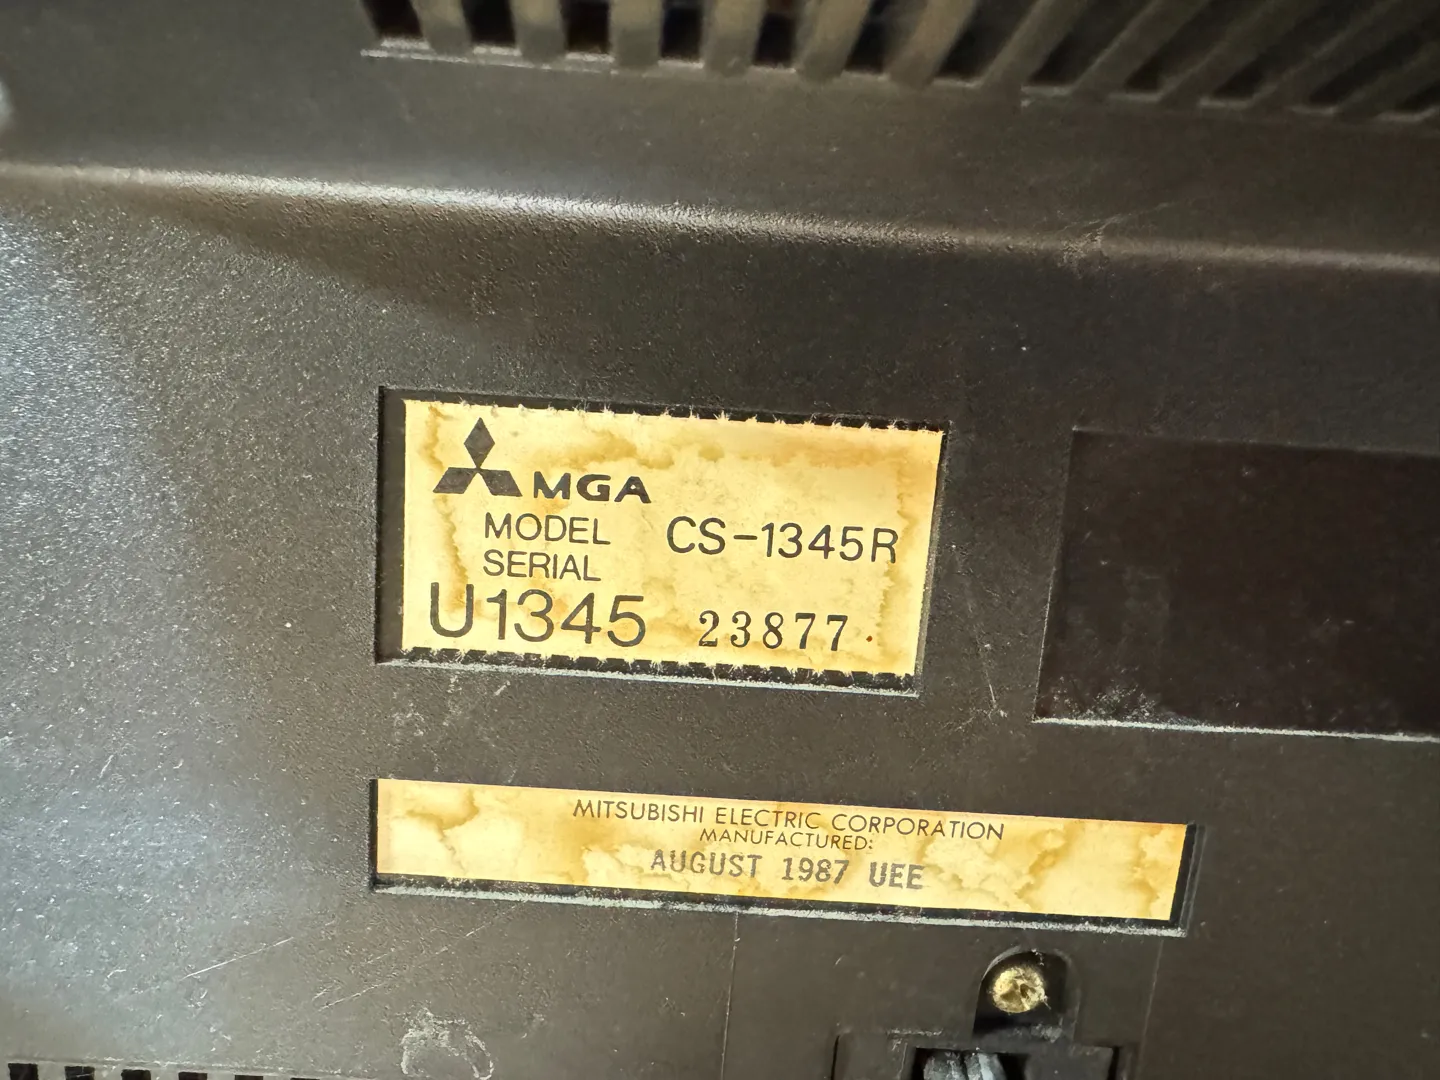 MGA
MODEL CS-1345R
SERIAL
U1345 23877
MITSUBISHI ELECTRIC CORPORATION
MANUFACTURED:
AUGUST 1987 UEE